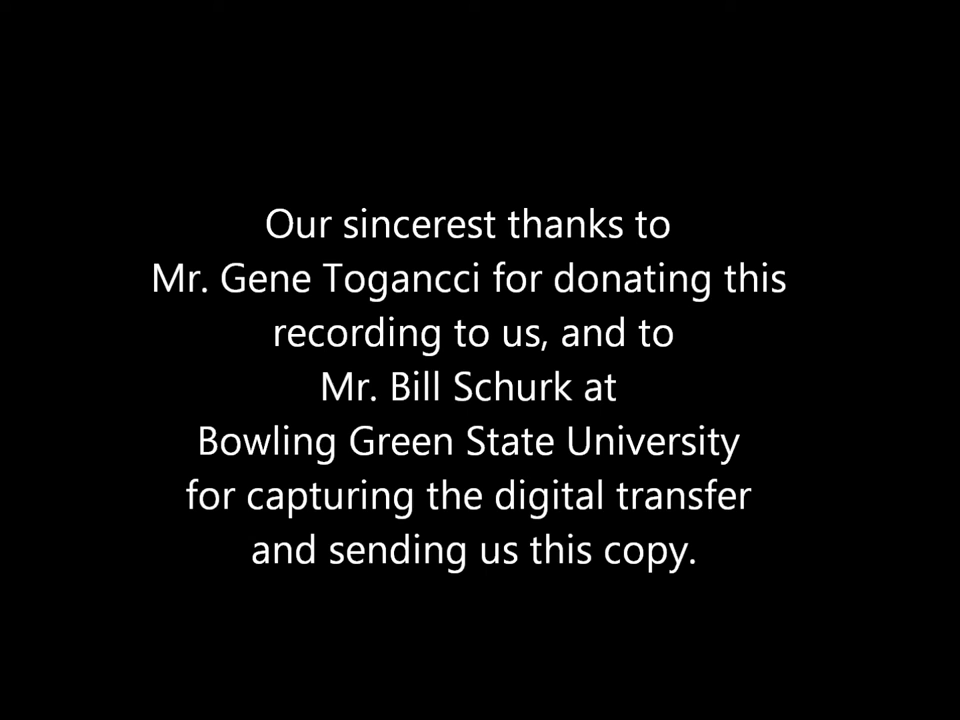 Our sincerest thanks to
Mr. Gene Togancci for donating this
recording to us, and to
Mr. Bill Schurk at
Bowling Green State University
for capturing the digital transfer
and sending us this copy.